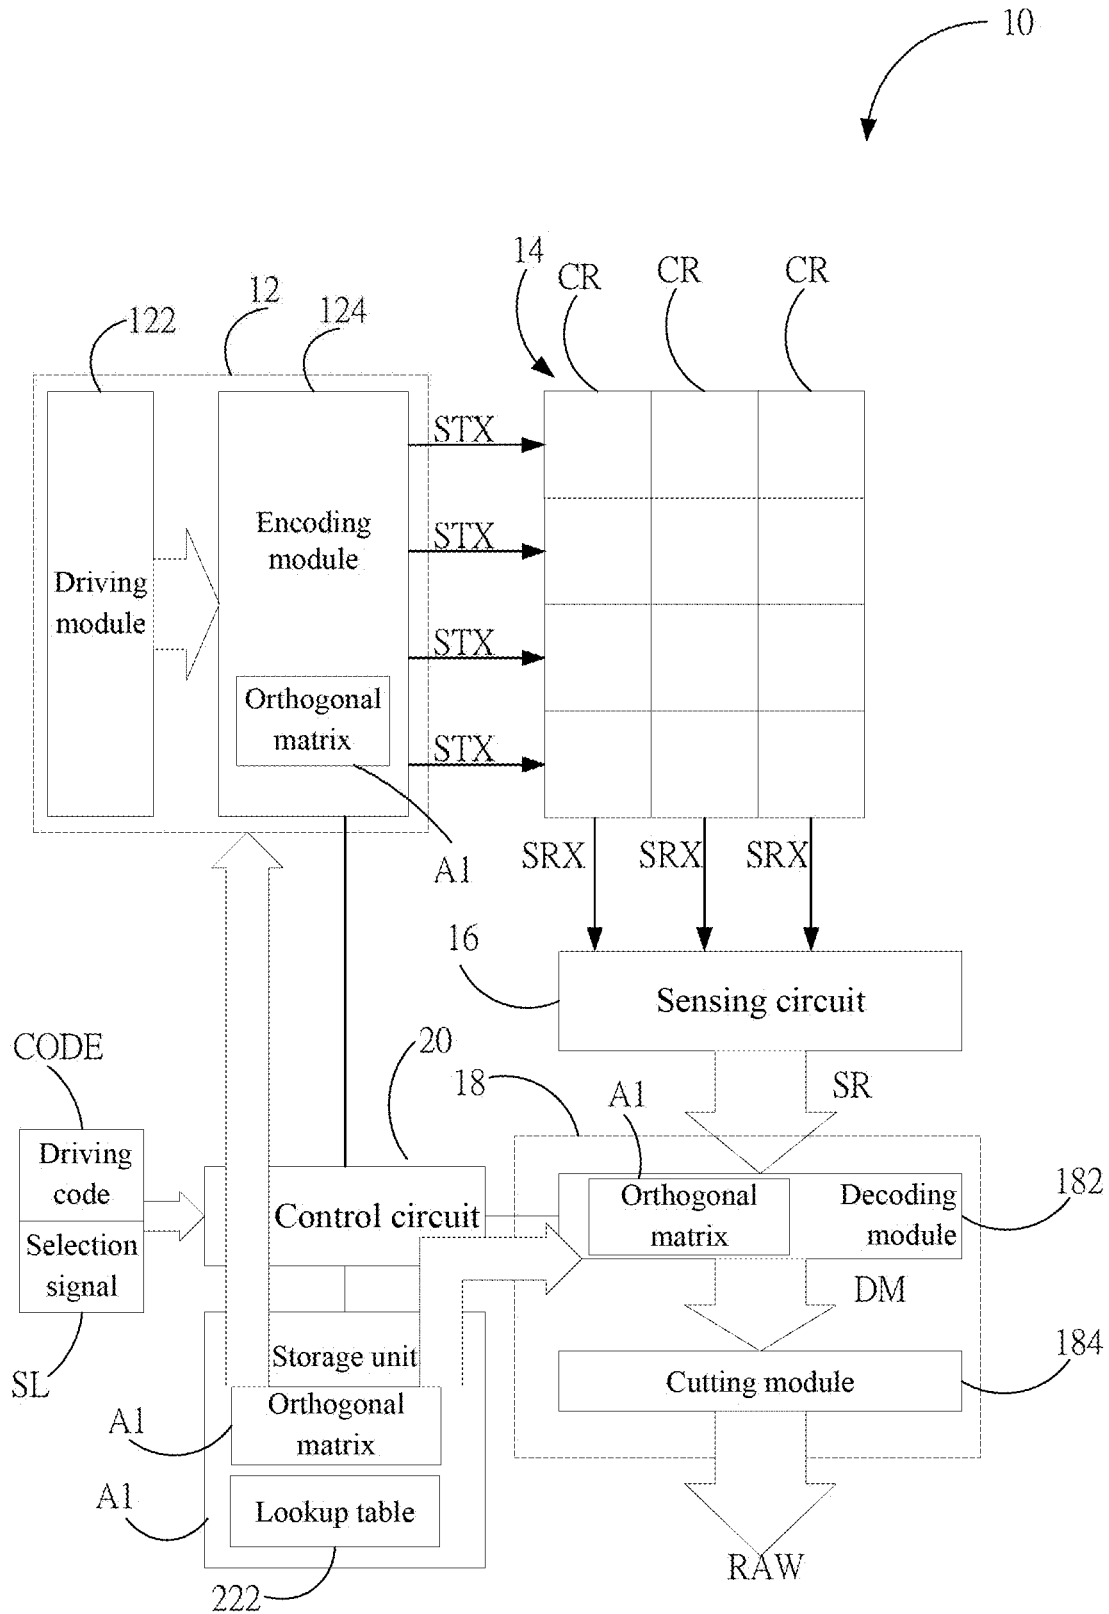 10
14
CR
CR
CR
12
122
124
STX
STX
STX
STX
Encoding
module
Driving
module
Orthogonal
matrix
A1
SRX
SRX
SRX
16
Sensing circuit
SR
CODE
20
18
A1
Driving
code
Selection
signal
SL
Control circuit
Orthogonal
matrix
Decoding
module
182
DM
Storage unit
Orthogonal
matrix
A1
A1
Lookup table
222
Cutting module
184
RAW